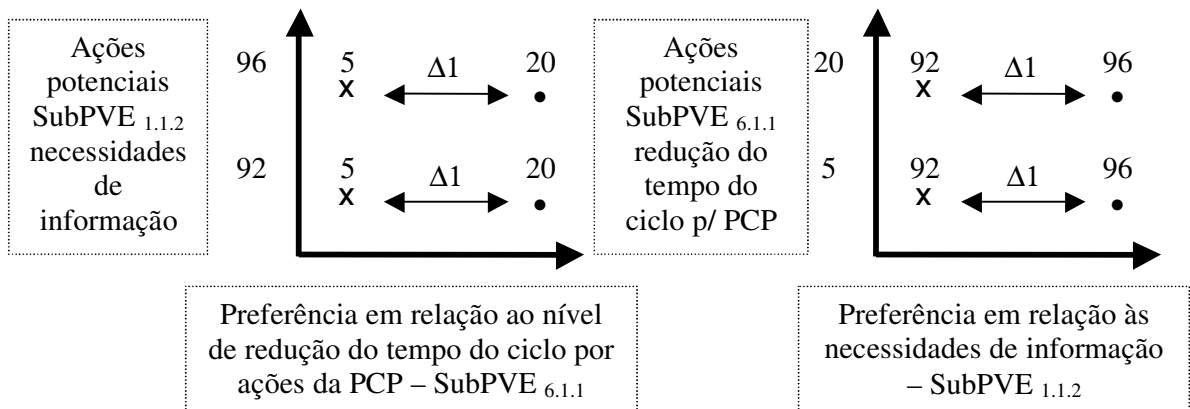 Ações
potenciais
SubPVE 1.1.2
necessidades
de
informação
96
5
Δ1
20
x
•
92
5
Δ1
20
x
•
Preferência em relação ao nível
de redução do tempo do ciclo por
ações da PCP – SubPVE 6.1.1
Ações
potenciais
SubPVE 6.1.1
redução do
tempo do
ciclo p/ PCP
20
92
Δ1
96
x
•
5
92
Δ1
96
x
•
Preferência em relação às
necessidades de informação
– SubPVE 1.1.2